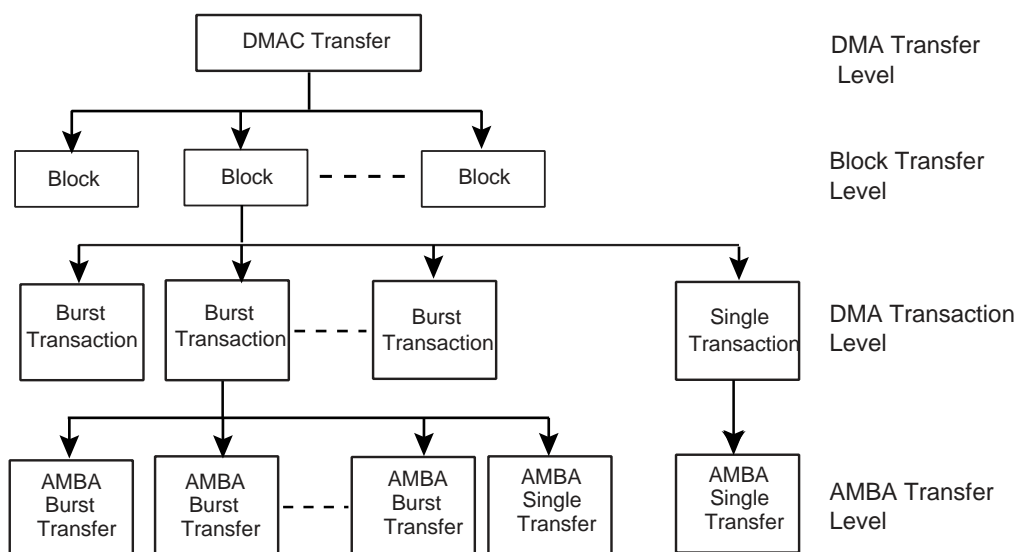 DMAC Transfer
DMA Transfer
Level
Block
Block
Block
Block Transfer
Level
Burst
Transaction
Burst
Transaction
Burst
Transaction
Single
Transaction
DMA Transaction
Level
AMBA
Burst
Transfer
AMBA
Burst
Transfer
AMBA
Burst
Transfer
AMBA
Single
Transfer
AMBA
Single
Transfer
AMBA Transfer
Level